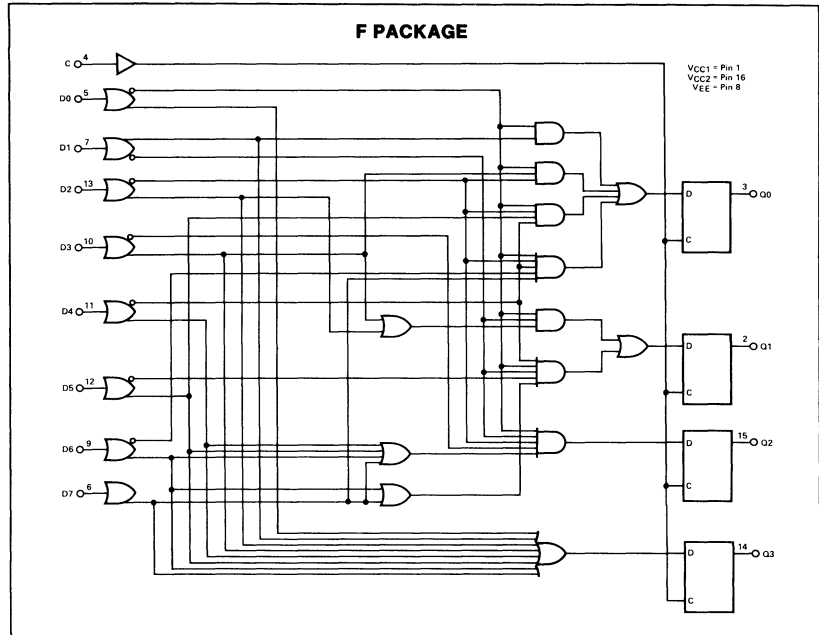 F PACKAGE
VCC1 = Pin 1
VCC2 = Pin 16
VEE = Pin 8
C 4
D0 5
D1 7
D2 13
D3 10
D4 11
D5 12
D6 9
D7 6
D 3 Q0
C
D 2 Q1
C
D 15 Q2
C
D 14 Q3
C